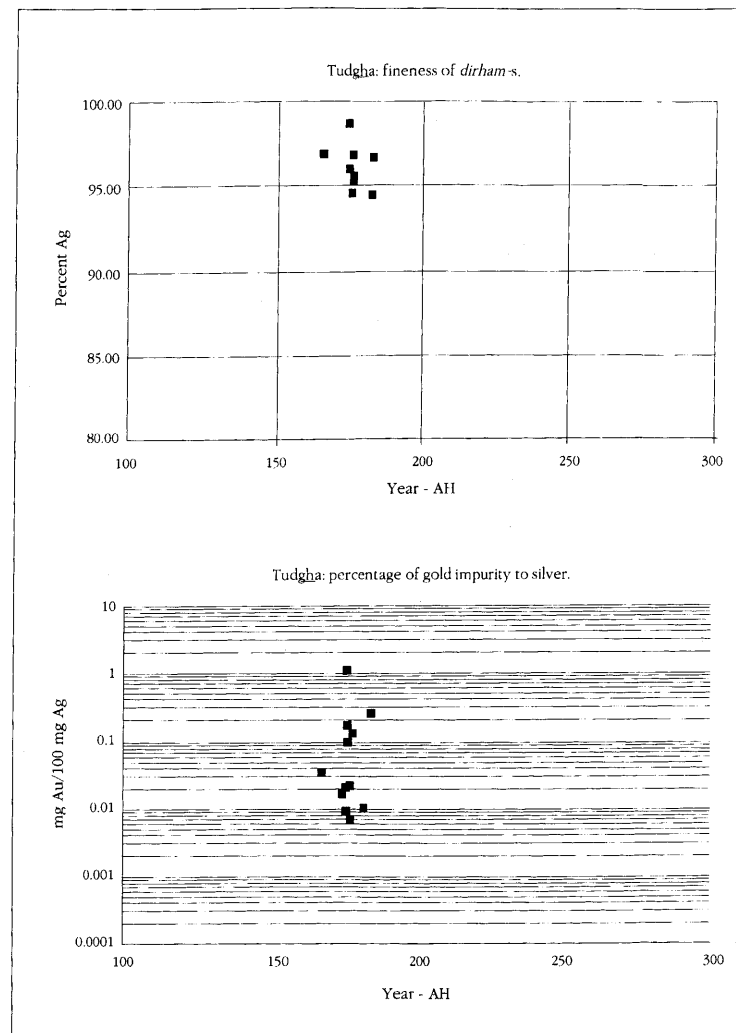 Tudgha: fineness of dirham-s.
100.00
95.00
90.00
85.00
80.00
Percent Ag
100 150 200 250 300
Year - AH
Tudgha: percentage of gold impurity to silver.
10
1
0.1
0.01
0.001
0.0001
mg Au/100 mg Ag
100 150 200 250 300
Year - AH